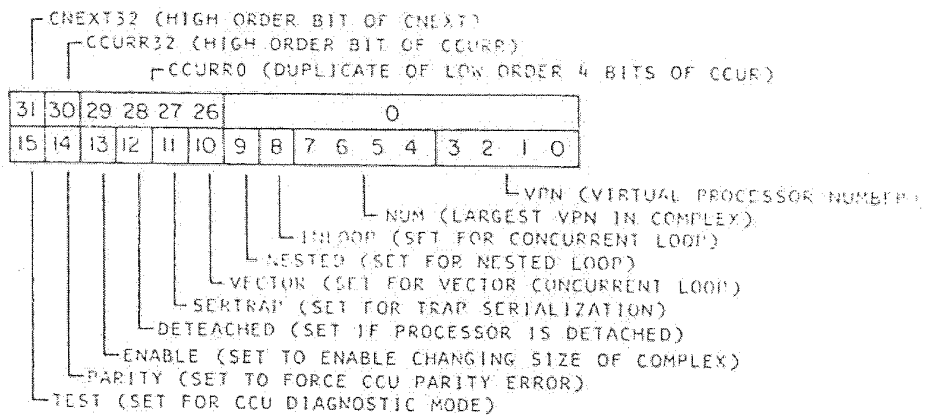 CNEXT32 (HIGH ORDER BIT OF CNEXT)
CCURR32 (HIGH ORDER BIT OF CCURR)
CCURR0 (DUPLICATE OF LOW ORDER 4 BITS OF CCUR)
31 30 29 28 27 26 0
15 14 13 12 11 10 9 8 7 6 5 4 3 2 1 0
VPN (VIRTUAL PROCESSOR NUMBER)
NUM (LARGEST VPN IN COMPLEX)
INLOOP (SET FOR CONCURRENT LOOP)
NESTED (SET FOR NESTED LOOP)
VECTOR (SET FOR VECTOR CONCURRENT LOOP)
SERTRAP (SET FOR TRAP SERIALIZATION)
DETEACHED (SET IF PROCESSOR IS DETACHED)
ENABLE (SET TO ENABLE CHANGING SIZE OF COMPLEX)
PARITY (SET TO FORCE CCU PARITY ERROR)
TEST (SET FOR CCU DIAGNOSTIC MODE)